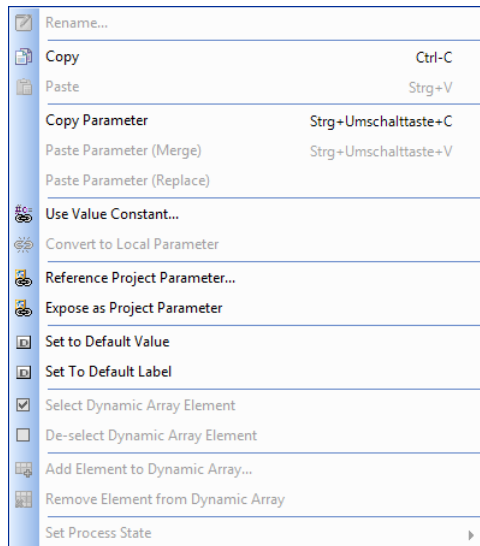 Rename...
Copy Ctrl-C
Paste Strg+V
Copy Parameter Strg+Umschalttaste+C
Paste Parameter (Merge) Strg+Umschalttaste+V
Paste Parameter (Replace)
Use Value Constant...
Convert to Local Parameter
Reference Project Parameter...
Expose as Project Parameter
D Set to Default Value
D Set To Default Label
Select Dynamic Array Element
De-select Dynamic Array Element
Add Element to Dynamic Array...
Remove Element from Dynamic Array
Set Process State